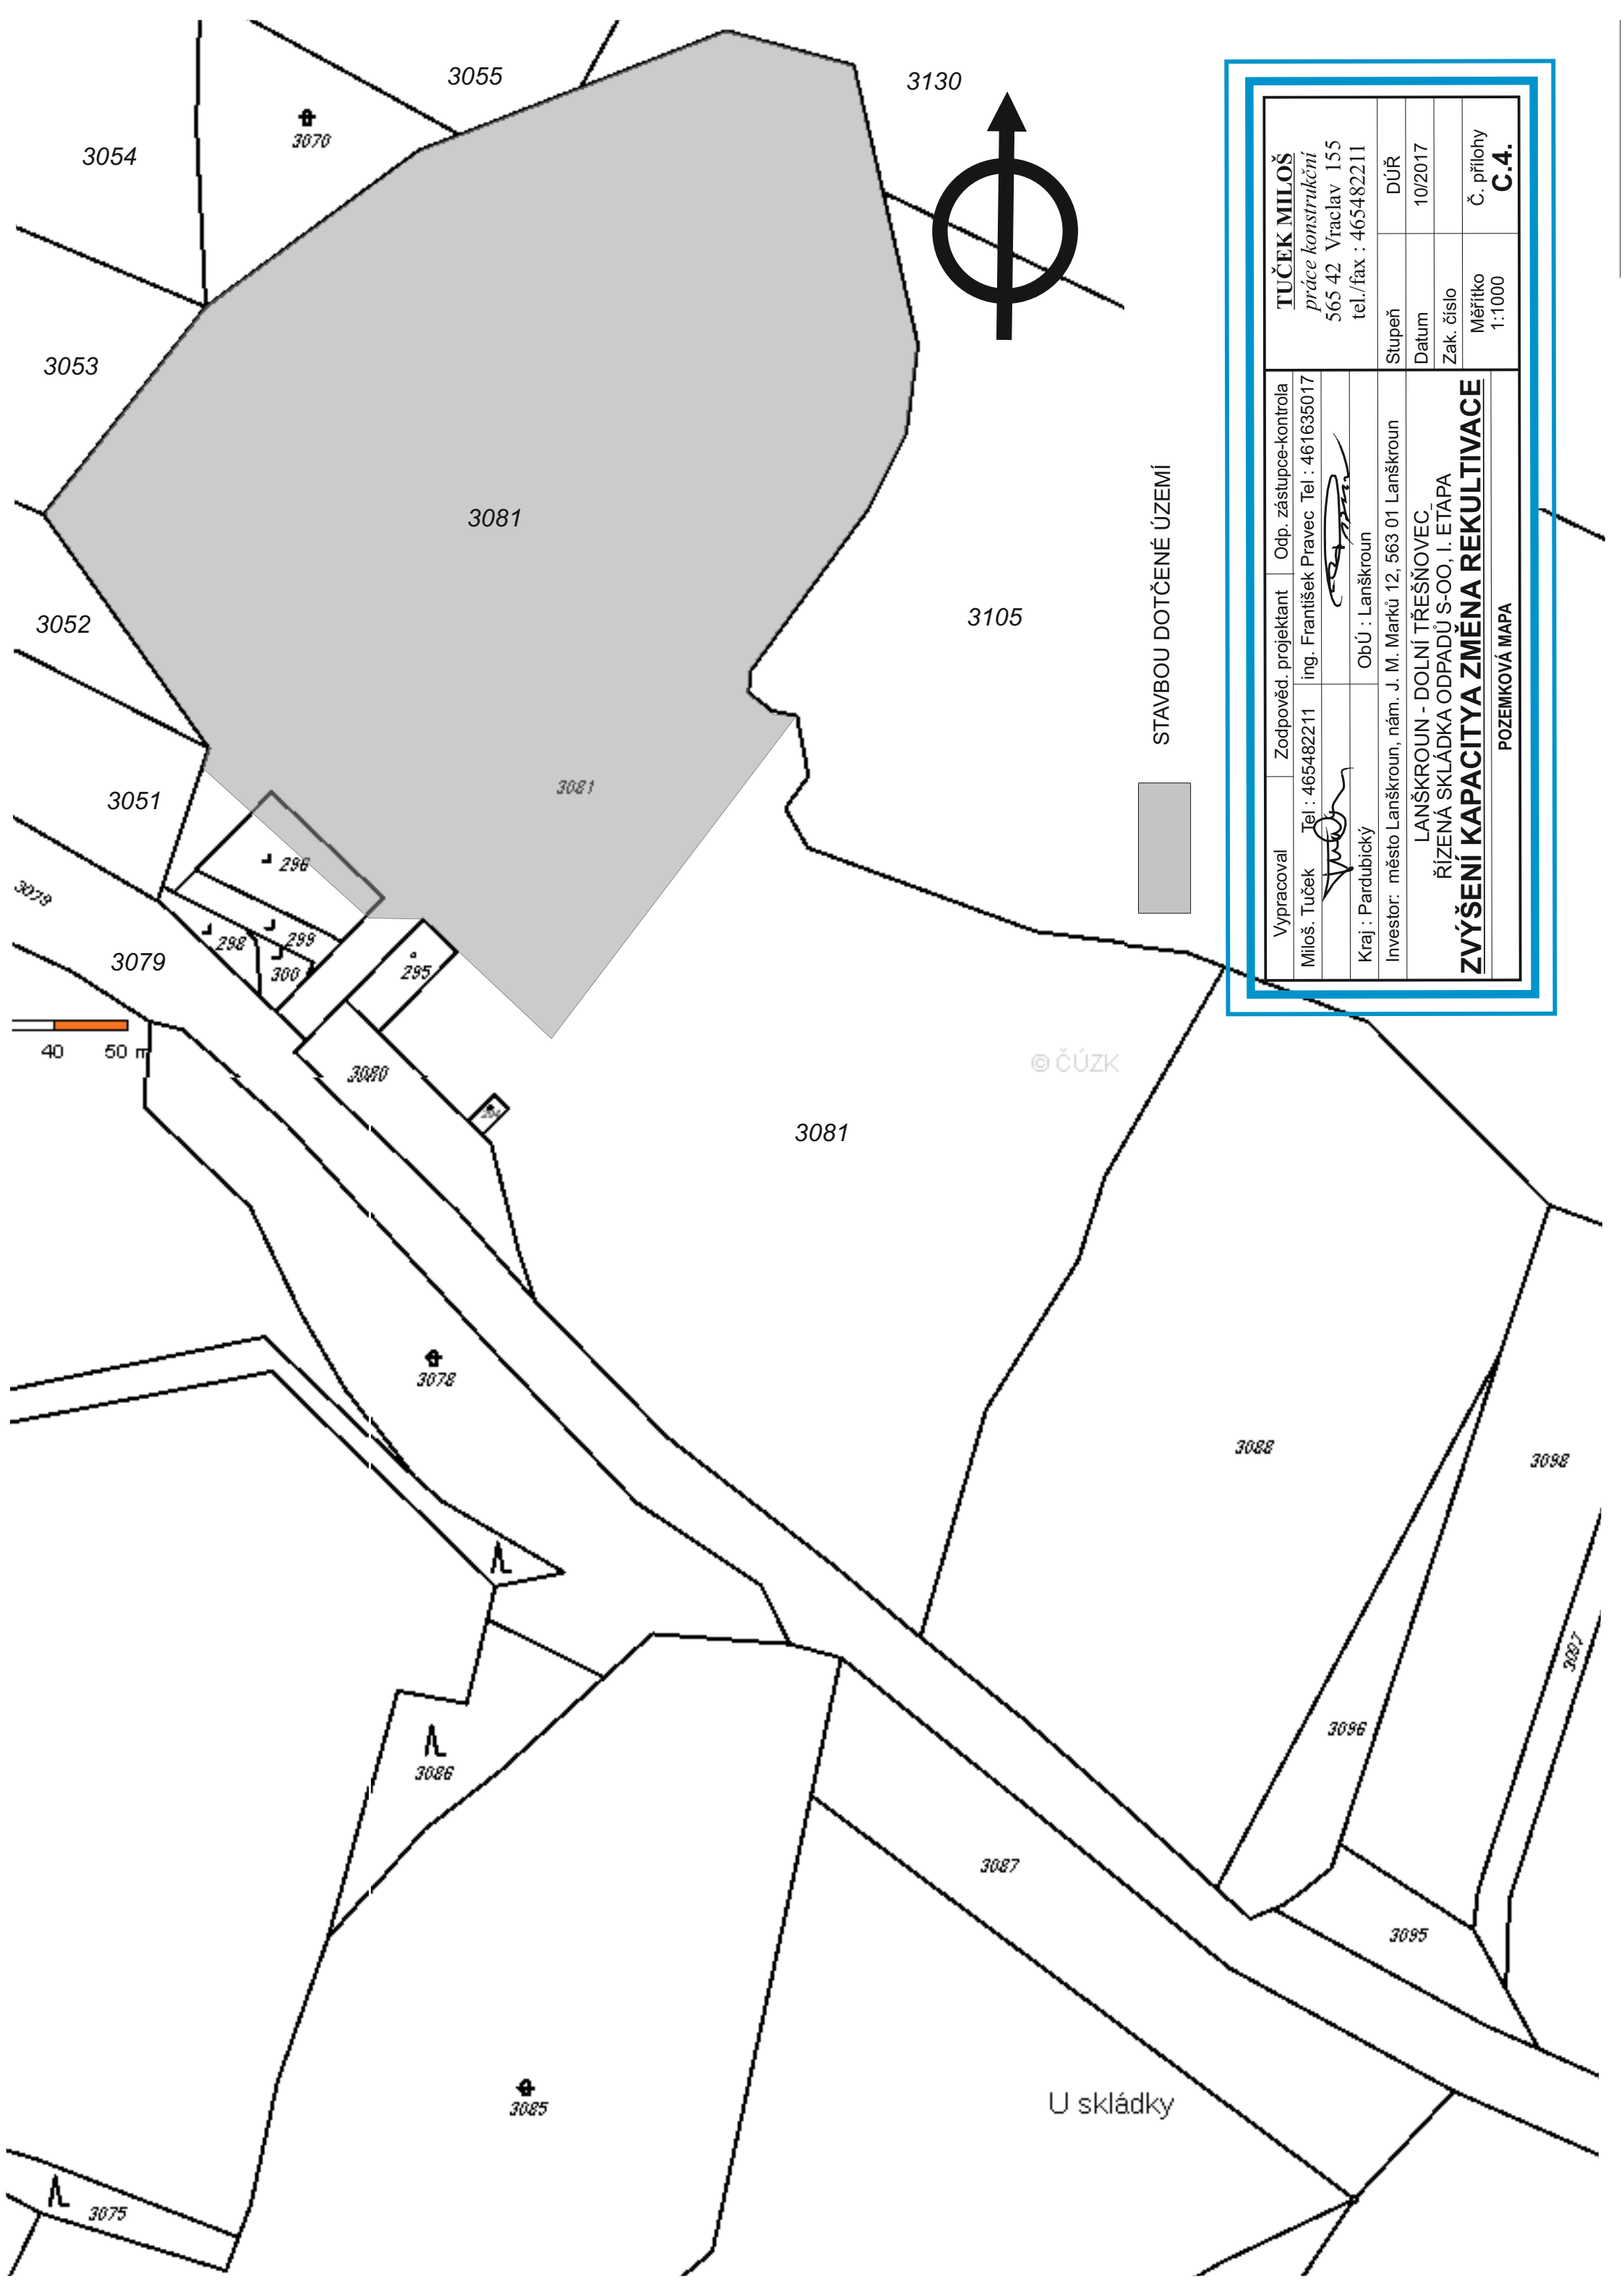 3055
3130
3070
3054
3053
3081
3052
3105
3051
3081
296
3079
298
299
300
295
3079
40 50 m
3080
© ČÚZK
3081
3078
3088
3098
3097
3096
3086
3087
3095
3085
U skládky
3075
STAVBOU DOTČENÉ ÚZEMÍ
Vypracoval Zodpověd. projektant Odp. zástupce-kontrola
Miloš. Tuček Tel : 465482211 ing. František Pravec Tel : 461635017
Kraj : Pardubický ObÚ : Lanškroun
Investor: město Lanškroun, nám. J. M. Marků 12, 563 01 Lanškroun
LANŠKROUN - DOLNÍ TŘEŠŇOVEC
ŘÍZENÁ SKLÁDKA ODPADŮ S-OO, I. ETAPA
ZVÝŠENÍ KAPACITY A ZMĚNA REKULTIVACE
POZEMKOVÁ MAPA
TUČEK MILOŠ
práce konstrukční
565 42 Vraclav 155
tel./fax : 465482211
Stupeň DÚŘ
Datum 10/2017
Zak. číslo
Měřítko Č. přílohy
1:1000 C.4.